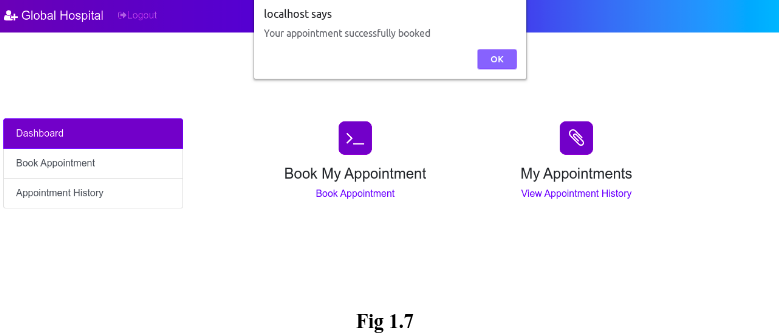 Global Hospital
Logout
localhost says
Your appointment successfully booked
OK
Dashboard
Book Appointment
Appointment History
Book My Appointment
Book Appointment
My Appointments
View Appointment History
Fig 1.7